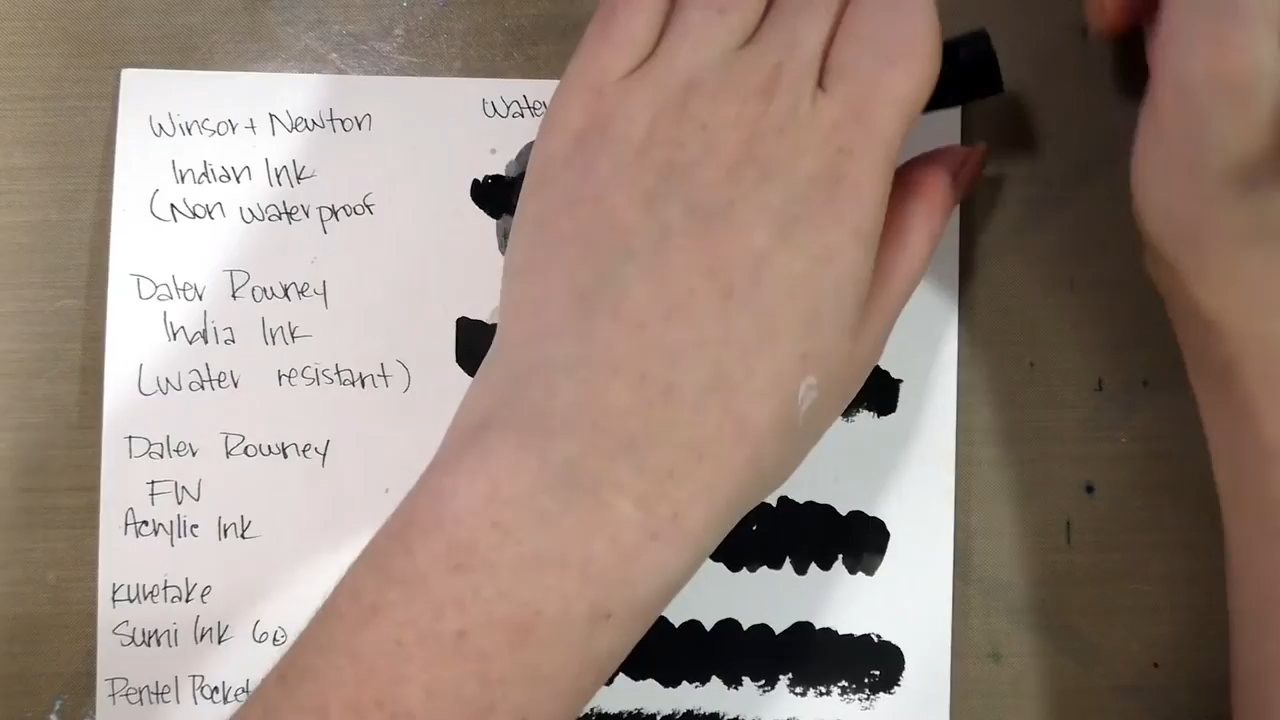 Winsor + Newton
Indian Ink
(Non waterproof
Daler Rowney
India Ink
(water resistant)
Daler Rowney
FW
Acrylic Ink
Kuretake
Sumi Ink 60
Pentel Pocket